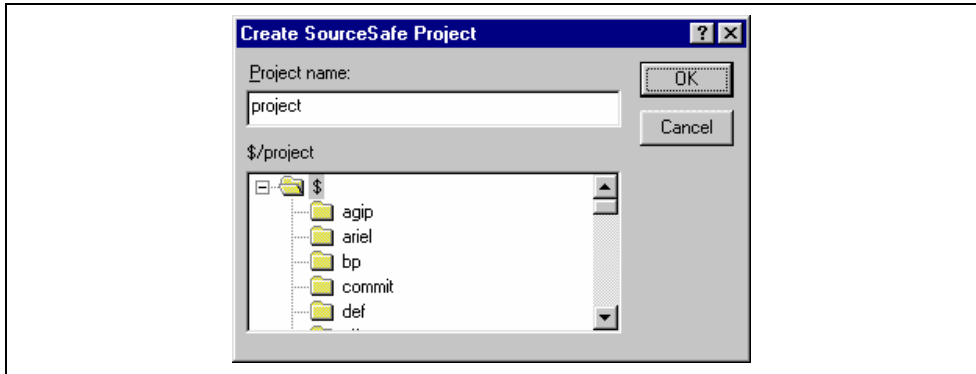 Create SourceSafe Project
Project name:
OK
project
Cancel
$/project
$
agip
ariel
bp
commit
def